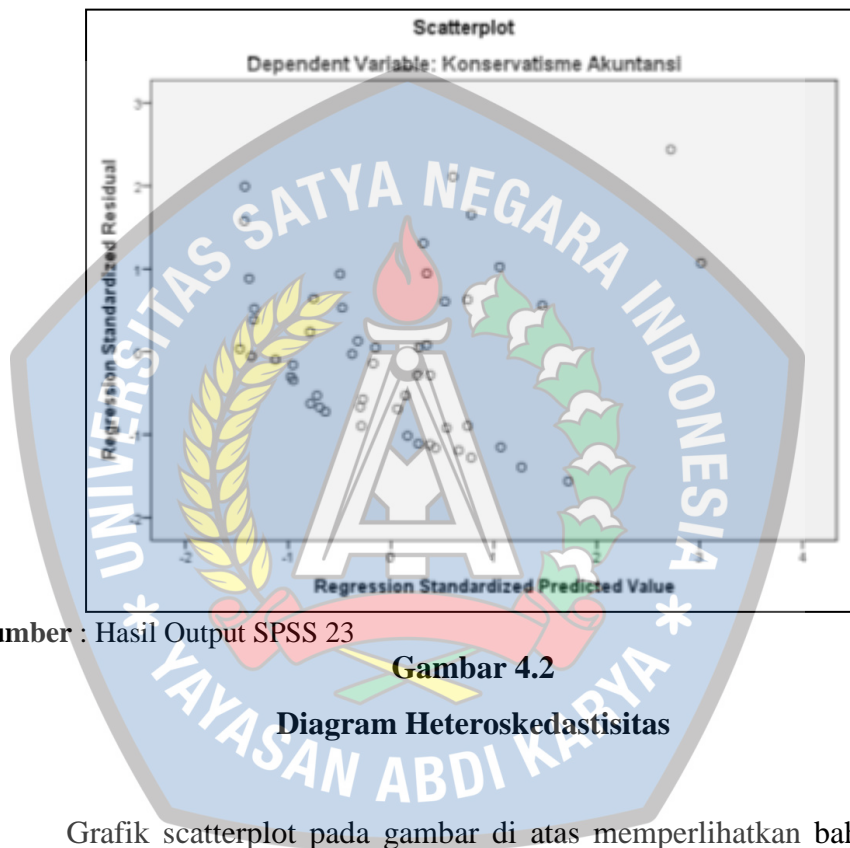 Scatterplot
Dependent Variable: Konservatisme Akuntansi
Regression Standardized Residual
3
2
1
0
-1
-2
-2
-1
0
1
2
3
4
Regression Standardized Predicted Value
UNIVERSITAS SATYA NEGARA INDONESIA
* YAYASAN ABDI KARYA *
umber : Hasil Output SPSS 23
Gambar 4.2
Diagram Heteroskedastisitas
Grafik scatterplot pada gambar di atas memperlihatkan bah